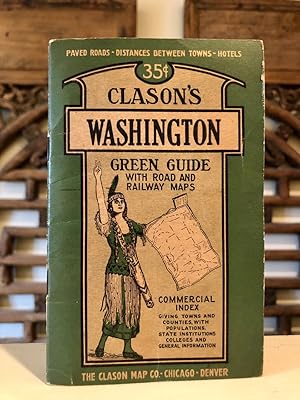 PAVED ROADS - DISTANCES BETWEEN TOWNS - HOTELS
35¢
CLASON'S
WASHINGTON
GREEN GUIDE
WITH ROAD AND
RAILWAY MAPS
COMMERCIAL
INDEX
GIVING TOWNS AND
COUNTIES, WITH
POPULATIONS,
STATE INSTITUTIONS
COLLEGES AND
GENERAL INFORMATION
THE CLASON MAP CO. - CHICAGO - DENVER